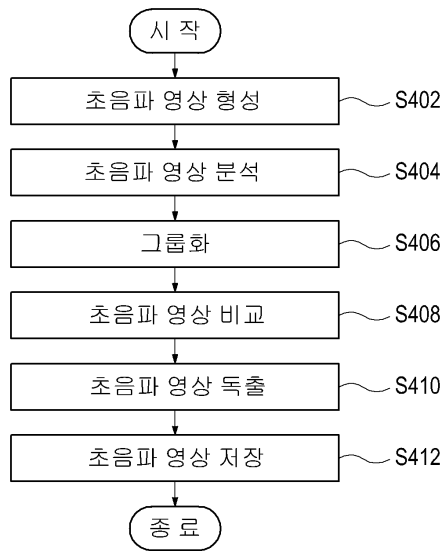 시 작
초음파 영상 형성 S402
초음파 영상 분석 S404
그룹화 S406
초음파 영상 비교 S408
초음파 영상 독출 S410
초음파 영상 저장 S412
종 료